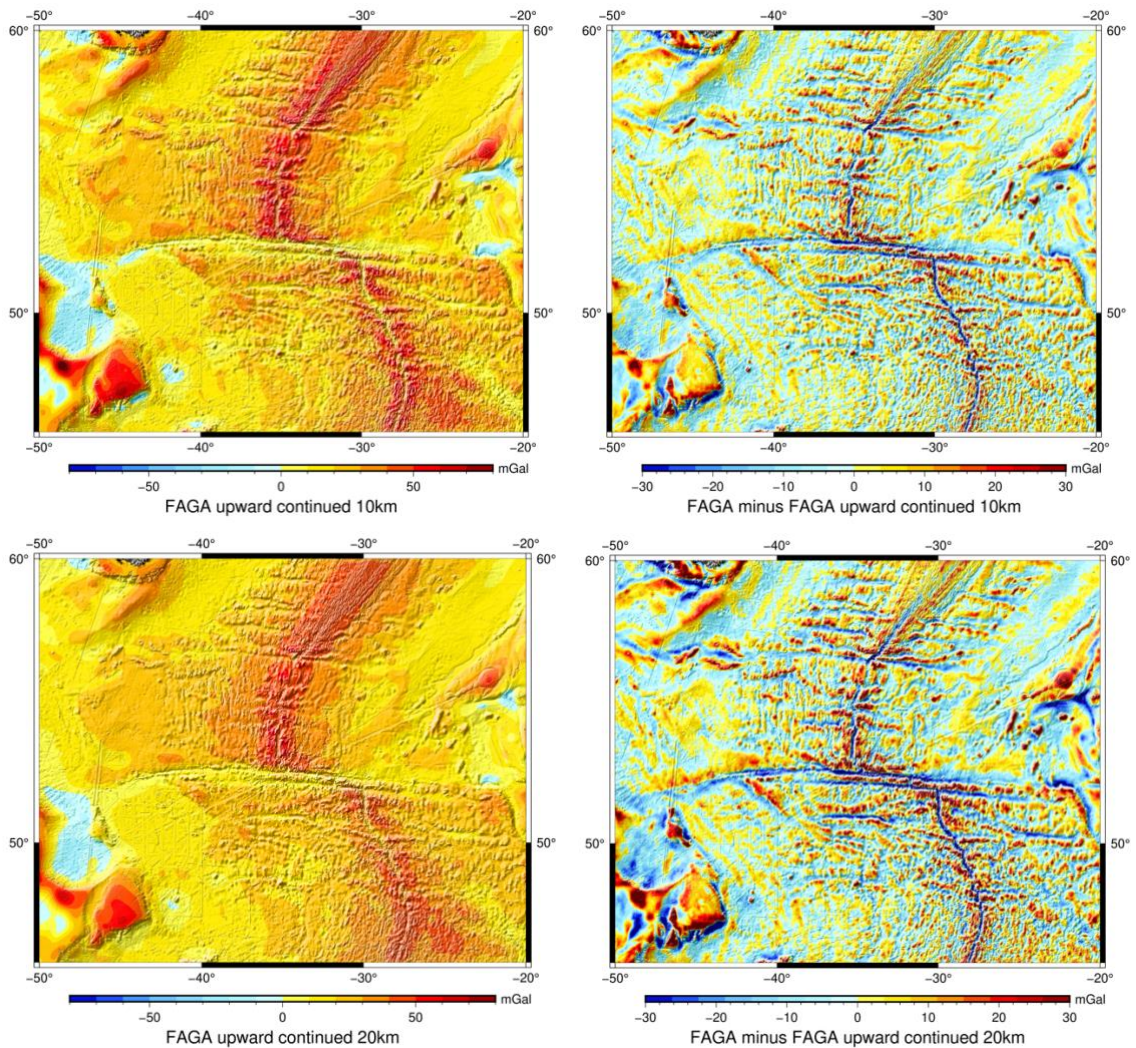 −50° −40° −30° −20°
60° 60°
50° 50°
−50° −40° −30° −20°
−50 0 50 mGal
FAGA upward continued 10km
−50° −40° −30° −20°
60° 60°
50° 50°
−50° −40° −30° −20°
−30 −20 −10 0 10 20 30 mGal
FAGA minus FAGA upward continued 10km
−50° −40° −30° −20°
60° 60°
50° 50°
−50° −40° −30° −20°
−50 0 50 mGal
FAGA upward continued 20km
−50° −40° −30° −20°
60° 60°
50° 50°
−50° −40° −30° −20°
−30 −20 −10 0 10 20 30 mGal
FAGA minus FAGA upward continued 20km